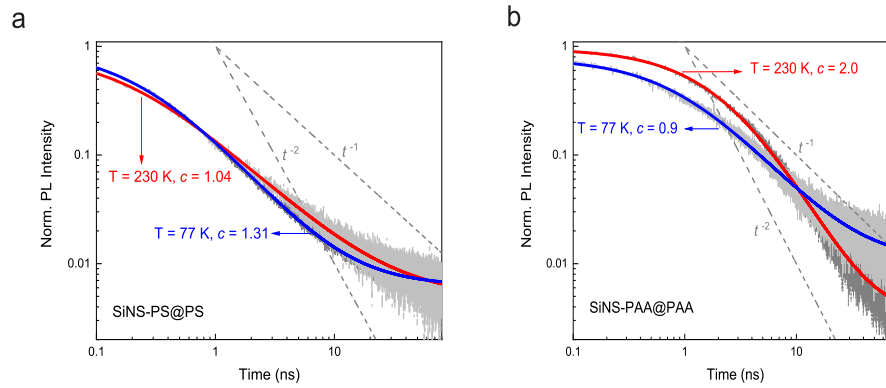 a
Norm. PL Intensity
1
0.1
0.01
t⁻¹
t⁻²
T = 230 K, c = 1.04
T = 77 K, c = 1.31
SiNS-PS@PS
0.1
1
10
Time (ns)
b
Norm. PL Intensity
1
0.1
0.01
T = 230 K, c = 2.0
T = 77 K, c = 0.9
t⁻¹
t⁻²
SiNS-PAA@PAA
0.1
1
10
Time (ns)